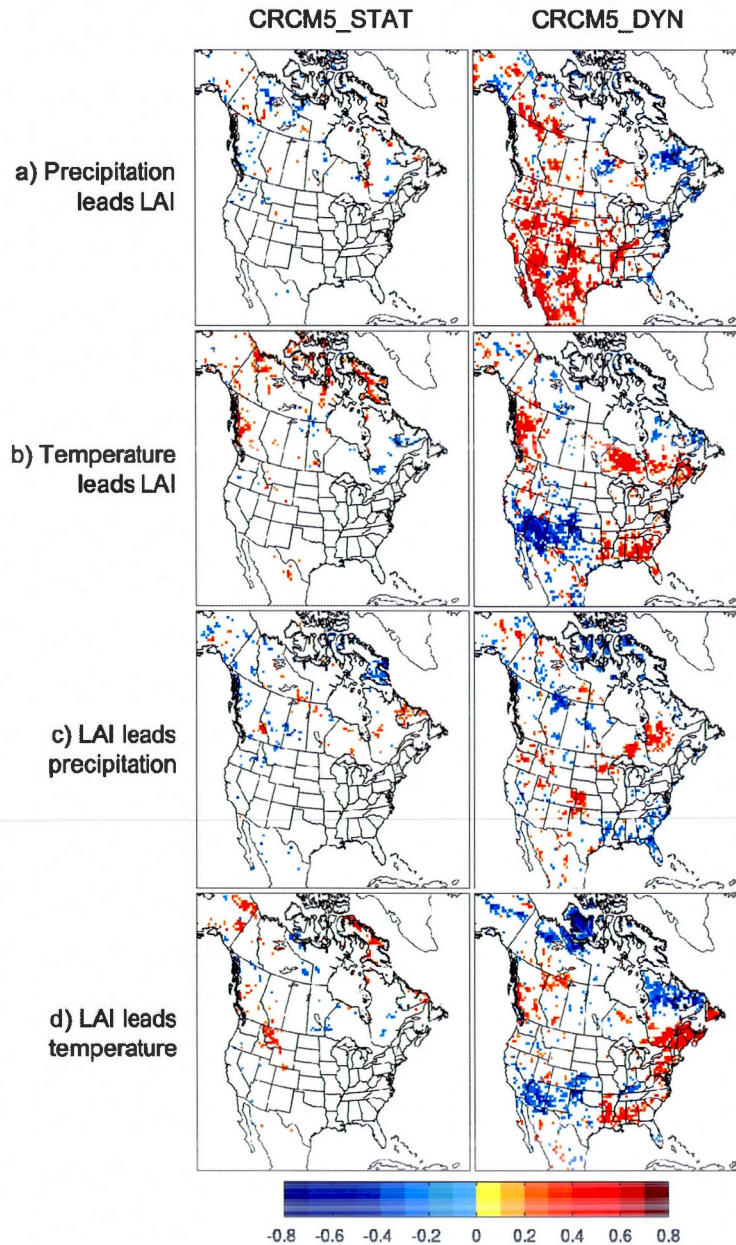 CRCM5_STAT CRCM5_DYN
a) Precipitation
leads LAI
b) Temperature
leads LAI
c) LAI leads
precipitation
d) LAI leads
temperature
-0.8 -0.6 -0.4 -0.2 0 0.2 0.4 0.6 0.8